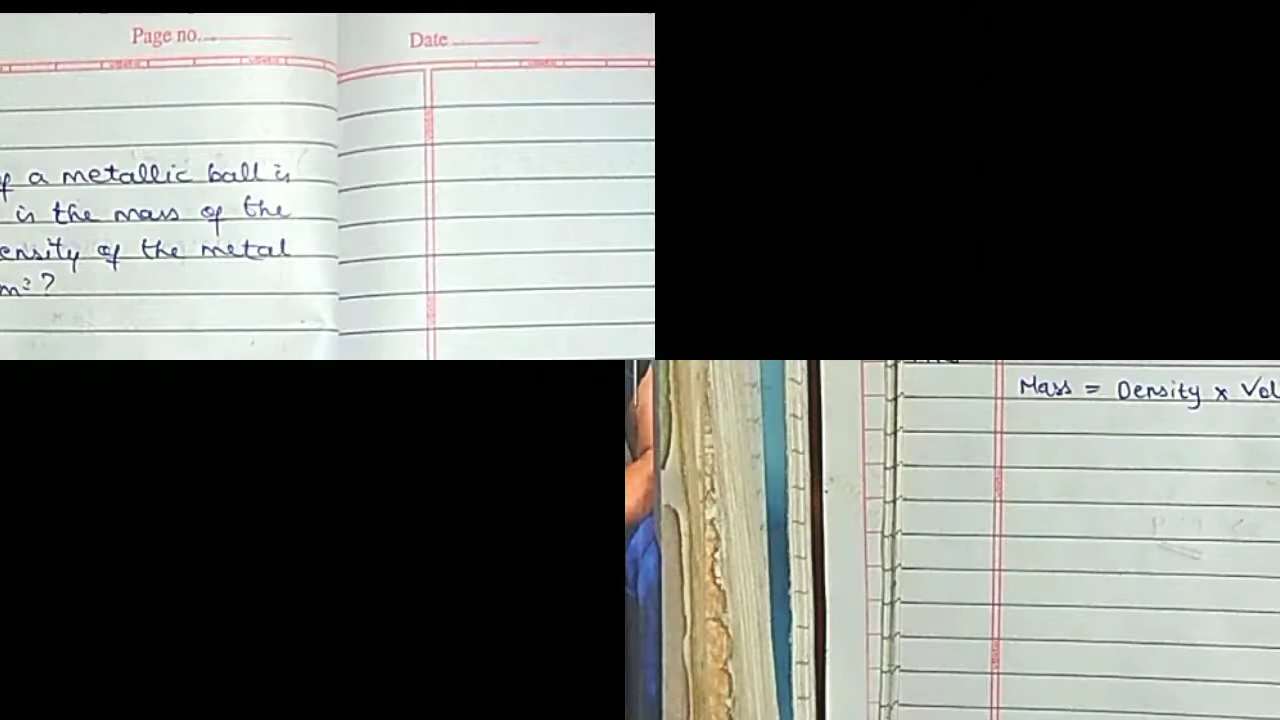 Page no.
Date
a metallic ball is
is the mass of the
ensity of the metal
m³?
Mass = Density x Vol